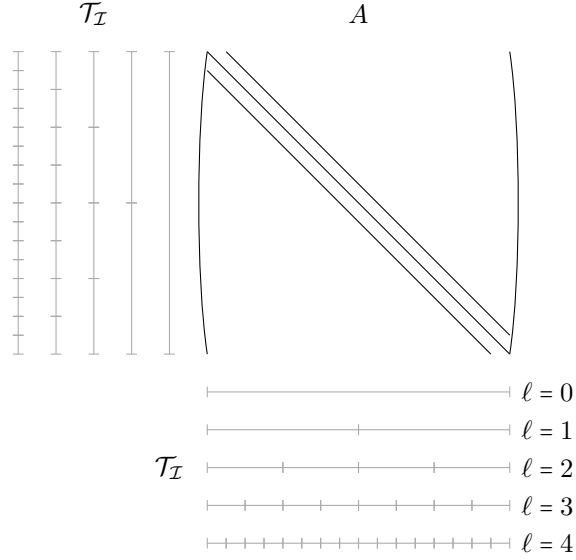 𝒯_ℐ A
ℓ = 0
ℓ = 1
𝒯_ℐ ℓ = 2
ℓ = 3
ℓ = 4